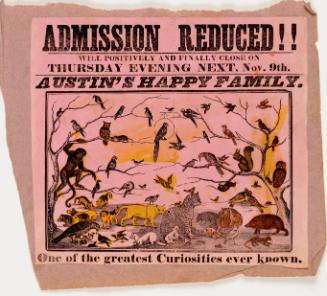 ADMISSION REDUCED!!
WILL POSITIVELY AND FINALLY CLOSE ON
THURSDAY EVENING NEXT, Nov. 9th.
AUSTIN'S HAPPY FAMILY.
One of the greatest Curiosities ever known.